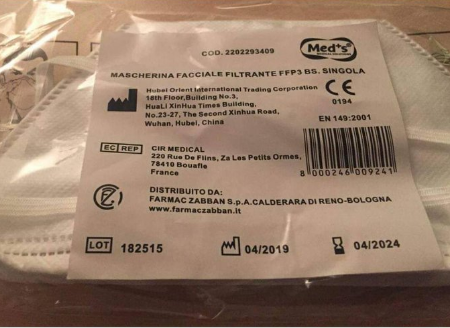 COD. 2202293409
Med's
MASCHERINA FACCIALE FILTRANTE FFP3 BS. SINGOLA
Hubei Orient International Trading Corporation
18th Floor,Building No.3,
HuaLi XinHua Times Building,
No.23-27, The Second Xinhua Road,
Wuhan, Hubei, China
CE
0194
EN 149:2001
EC REP
CIR MEDICAL
220 Rue De Flins, Za Les Petits Ormes,
78410 Bouafle
France
8 000246 009241
DISTRIBUITO DA:
FARMAC ZABBAN S.p.A.CALDERARA DI RENO-BOLOGNA
www.farmaczabban.it
LOT 182515
04/2019
04/2024